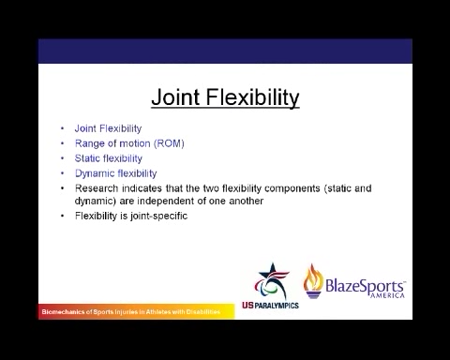 Joint Flexibility
• Joint Flexibility
• Range of motion (ROM)
• Static flexibility
• Dynamic flexibility
• Research indicates that the two flexibility components (static and
dynamic) are independent of one another
• Flexibility is joint-specific
US PARALYMPICS
BlazeSports
AMERICA
Biomechanics of Sports Injuries in Athletes with Disabilities